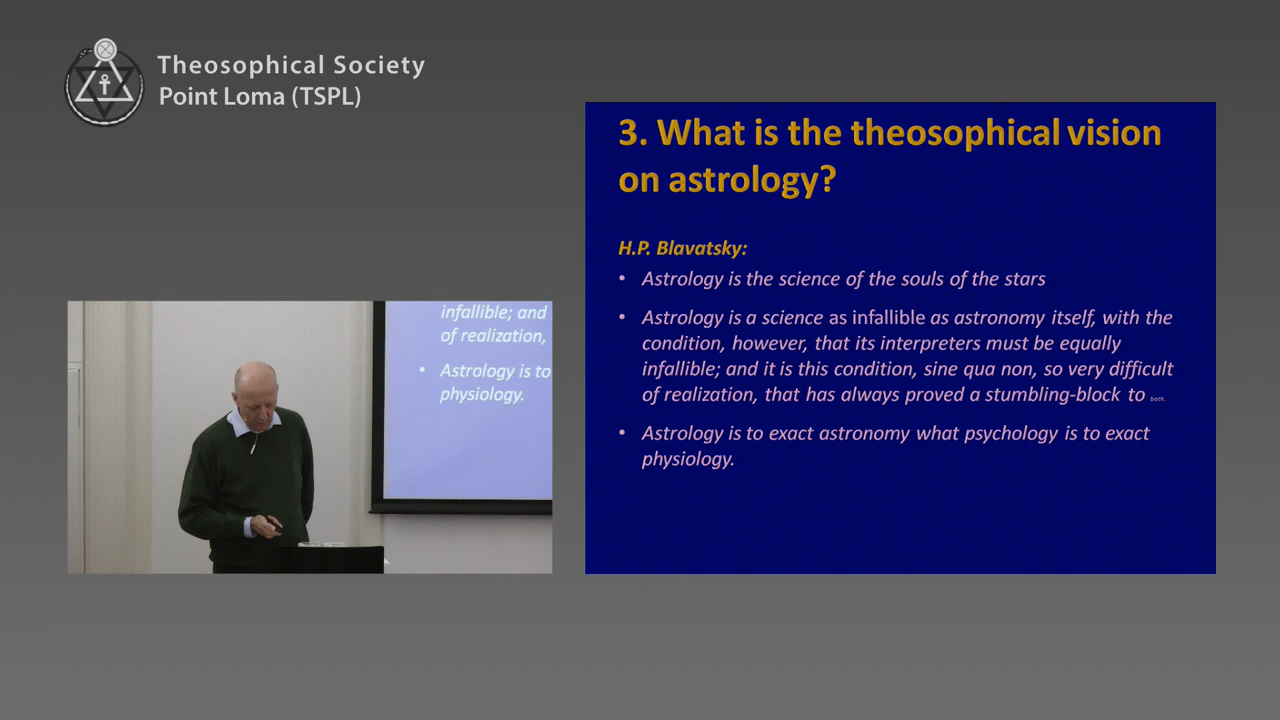 Theosophical Society
Point Loma (TSPL)
3. What is the theosophical vision
on astrology?
H.P. Blavatsky:
• Astrology is the science of the souls of the stars
• Astrology is a science as infallible as astronomy itself, with the
condition, however, that its interpreters must be equally
infallible; and it is this condition, sine qua non, so very difficult
of realization, that has always proved a stumbling-block to both.
• Astrology is to exact astronomy what psychology is to exact
physiology.
infallible; and
of realization,
• Astrology is to
physiology.